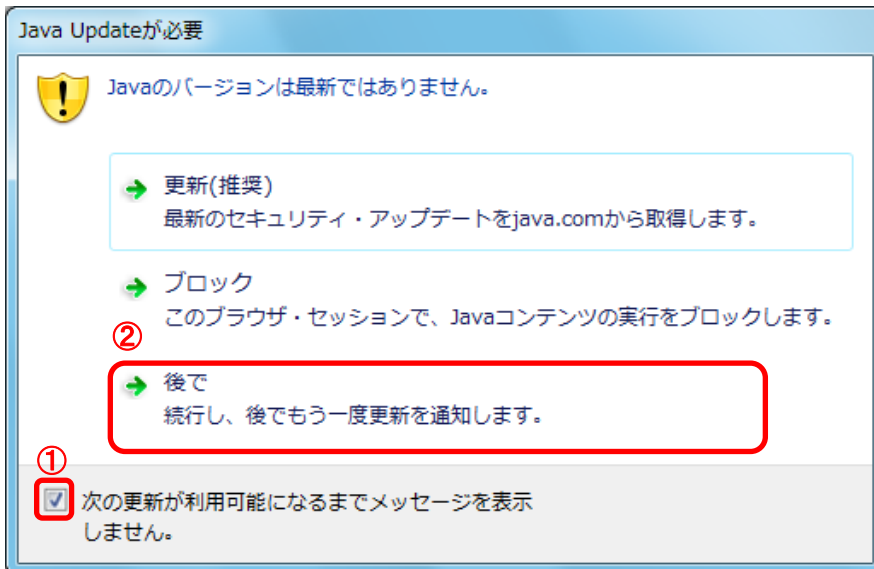 Java Updateが必要
Javaのバージョンは最新ではありません。
更新(推奨)
最新のセキュリティ・アップデートをjava.comから取得します。
ブロック
このブラウザ・セッションで、Javaコンテンツの実行をブロックします。
②
後で
続行し、後でもう一度更新を通知します。
①
次の更新が利用可能になるまでメッセージを表示
しません。